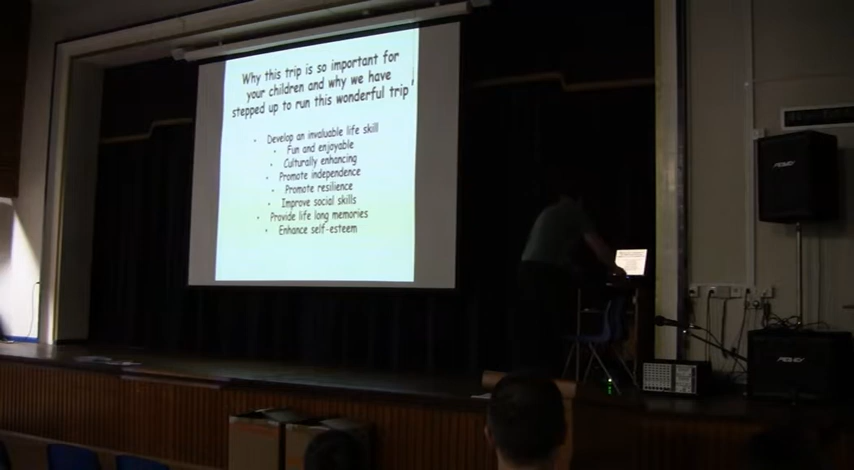 Why this trip is so important for
your children and why we have
stepped up to run this wonderful trip
• Develop an invaluable life skill
• Fun and enjoyable
• Culturally enhancing
• Promote independence
• Promote resilience
• Improve social skills
• Provide life long memories
• Enhance self-esteem
PEAVEY
PEAVEY